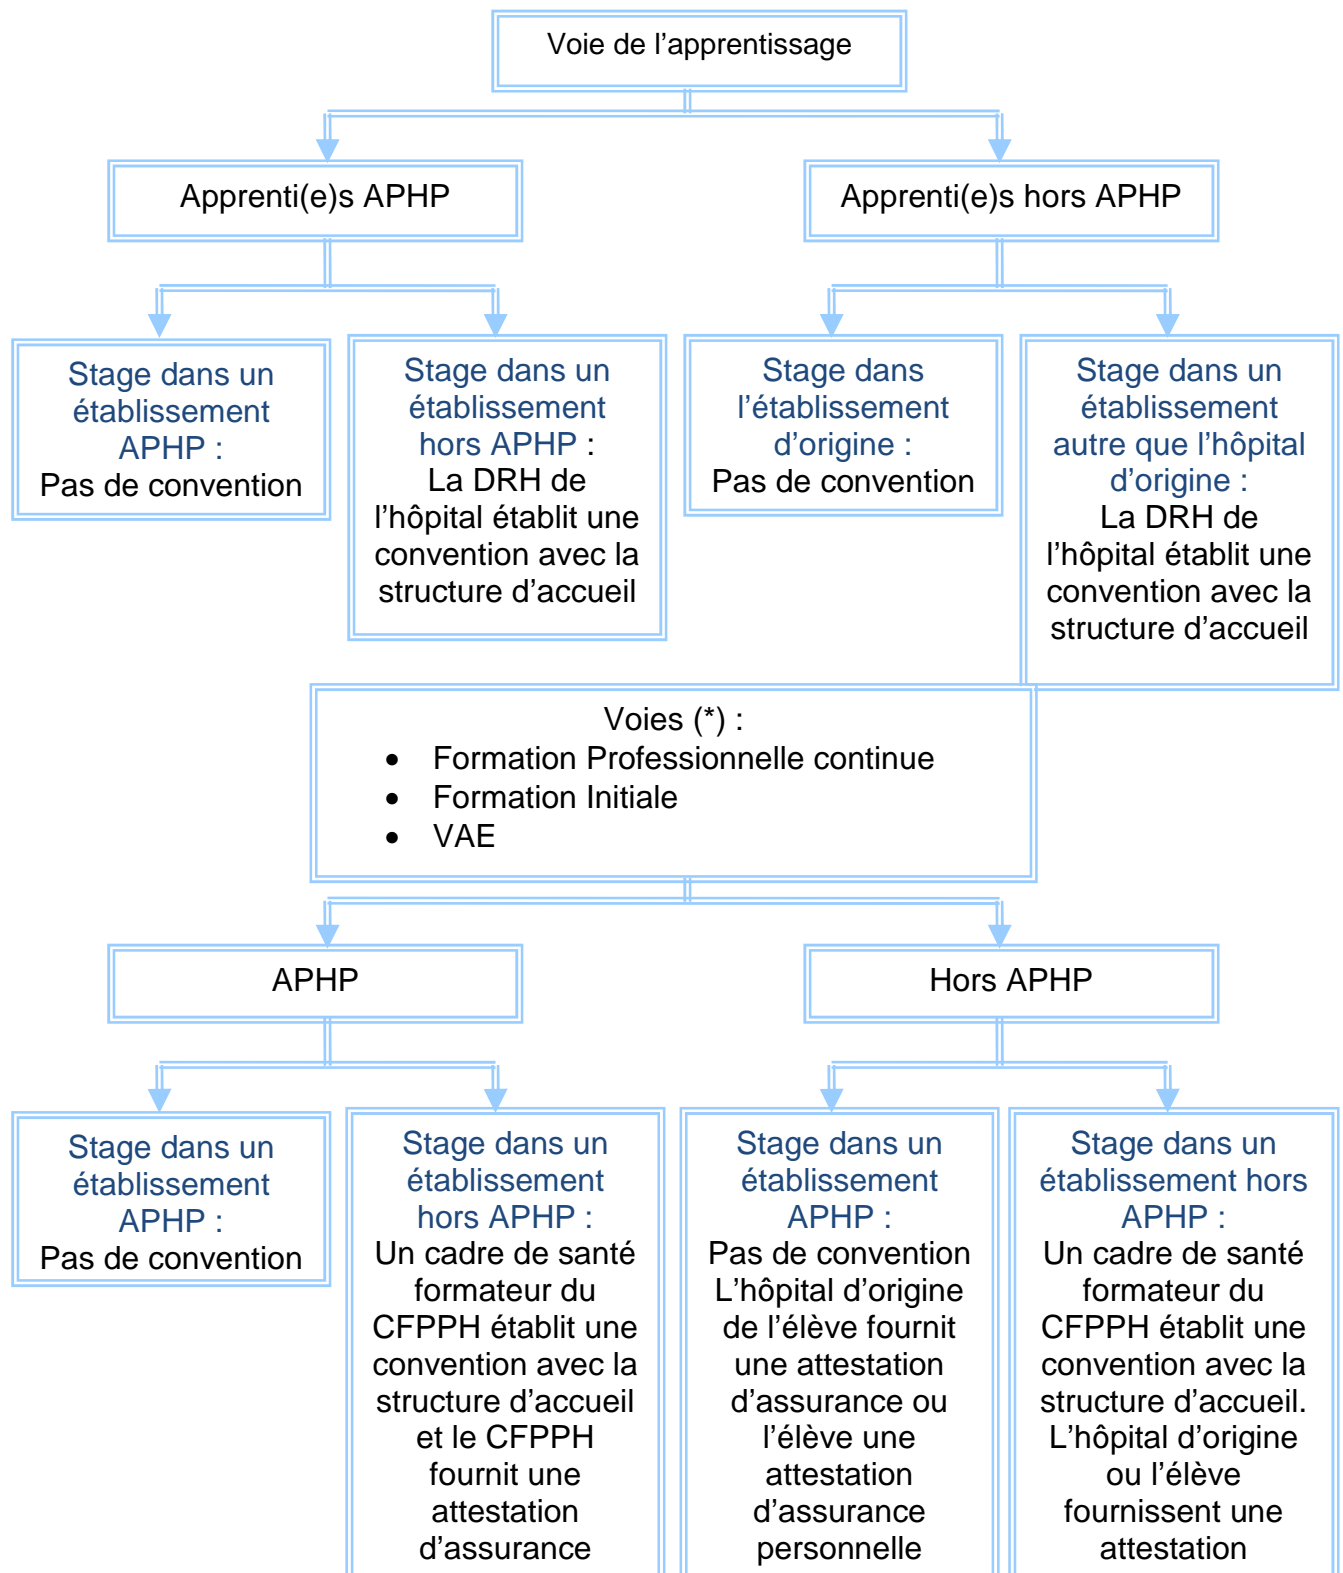 Voie de l’apprentissage
Apprenti(e)s APHP
Apprenti(e)s hors APHP
Stage dans un
établissement
APHP :
Pas de convention
Stage dans un
établissement
hors APHP :
La DRH de
l’hôpital établit une
convention avec la
structure d’accueil
Stage dans
l’établissement
d’origine :
Pas de convention
Stage dans un
établissement
autre que l’hôpital
d’origine :
La DRH de
l’hôpital établit une
convention avec la
structure d’accueil
Voies (*) :
• Formation Professionnelle continue
• Formation Initiale
• VAE
APHP
Hors APHP
Stage dans un
établissement
APHP :
Pas de convention
Stage dans un
établissement
hors APHP :
Un cadre de santé
formateur du
CFPPH établit une
convention avec la
structure d’accueil
et le CFPPH
fournit une
attestation
d’assurance
Stage dans un
établissement
APHP :
Pas de convention
L’hôpital d’origine
de l’élève fournit
une attestation
d’assurance ou
l’élève une
attestation
d’assurance
personnelle
Stage dans un
établissement hors
APHP :
Un cadre de santé
formateur du
CFPPH établit une
convention avec la
structure d’accueil.
L’hôpital d’origine
ou l’élève
fournissent une
attestation